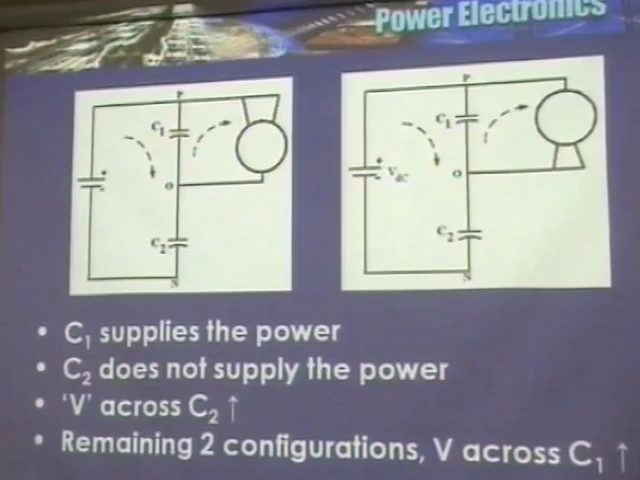 Power Electronics
P
C₁
O
C₂
N
P
C₁
V_dc
O
C₂
N
• C₁ supplies the power
• C₂ does not supply the power
• 'V' across C₂ ↑
• Remaining 2 configurations, V across C₁ ↑